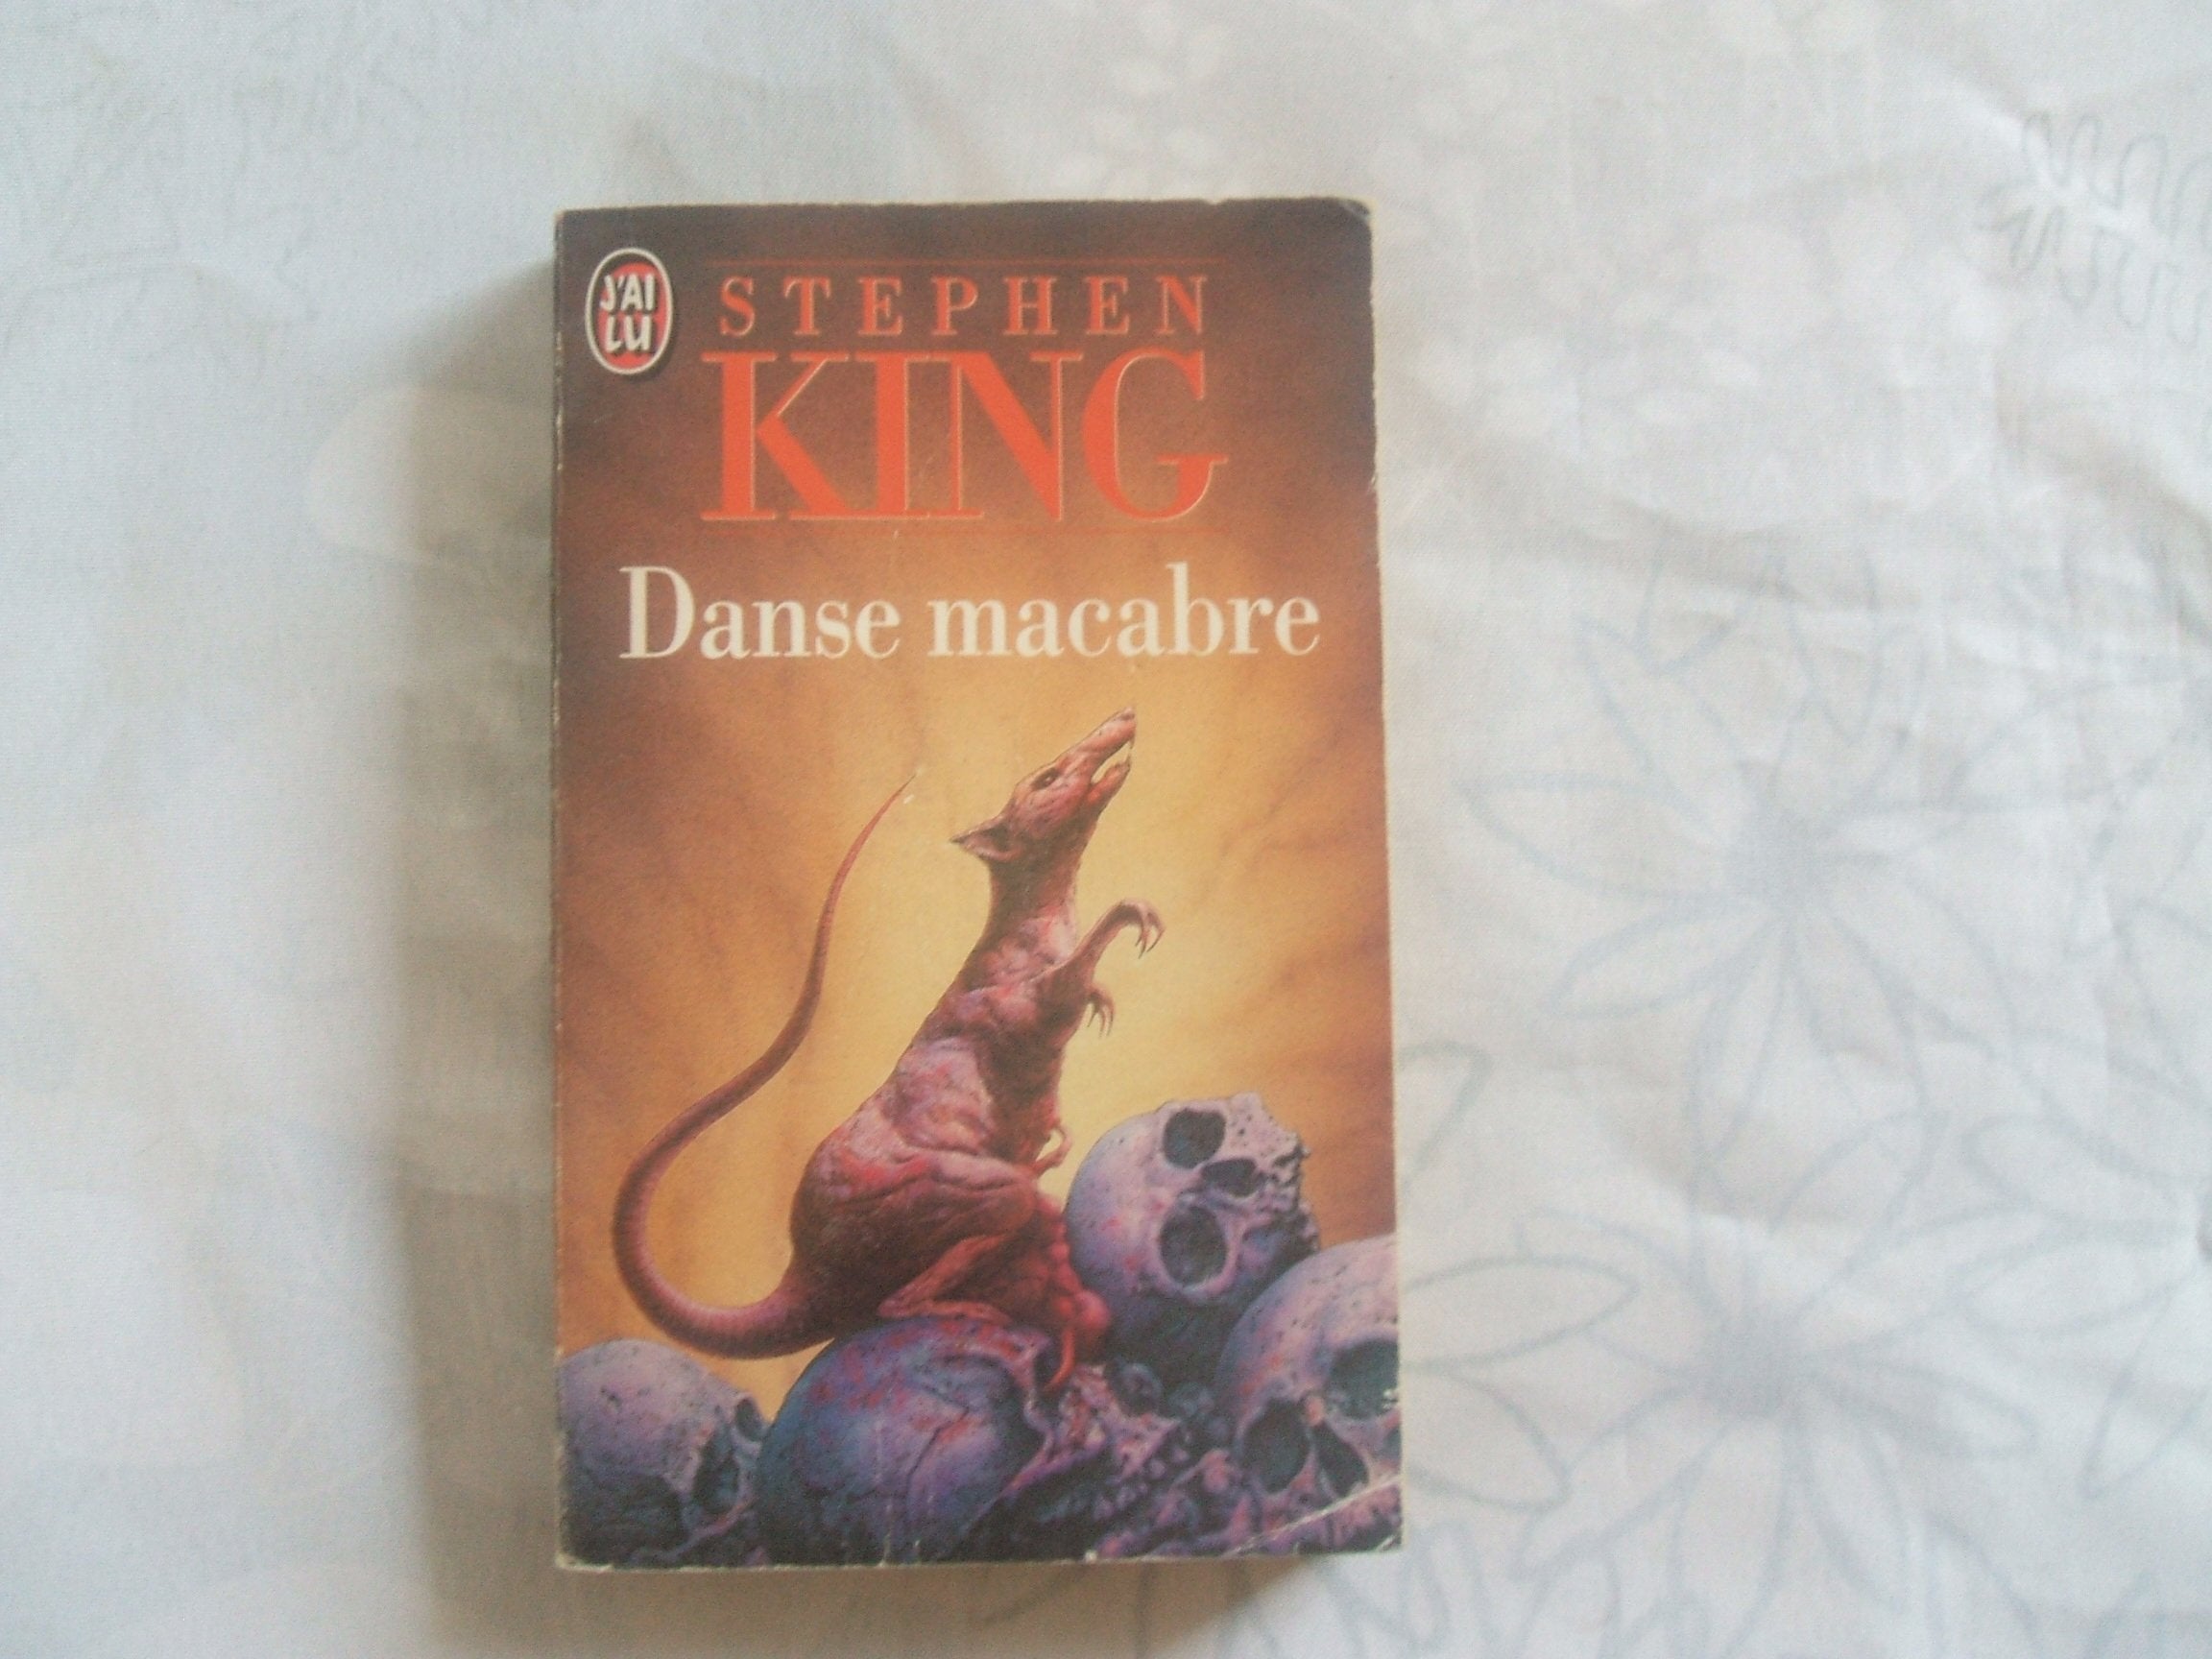 J'AI
LU
STEPHEN
KING
Danse macabre